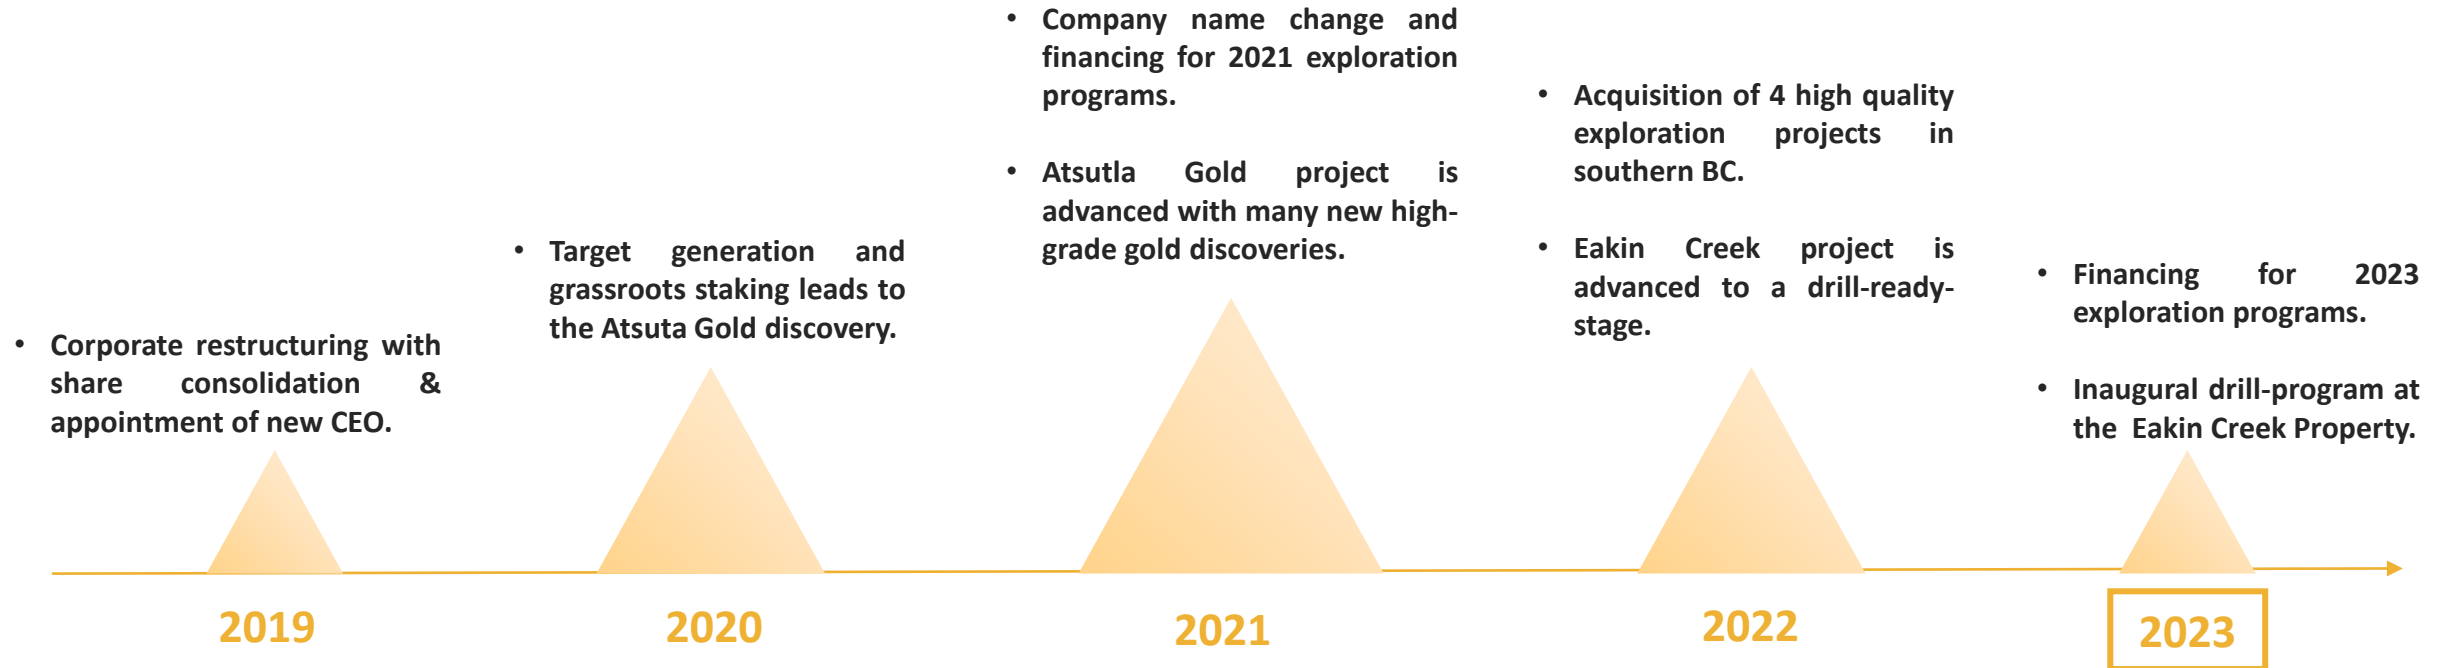 • Corporate restructuring with
share consolidation &
appointment of new CEO.
• Target generation and
grassroots staking leads to
the Atsuta Gold discovery.
• Company name change and
financing for 2021 exploration
programs.
• Atsutla Gold project is
advanced with many new high-
grade gold discoveries.
• Acquisition of 4 high quality
exploration projects in
southern BC.
• Eakin Creek project is
advanced to a drill-ready-
stage.
• Financing for 2023
exploration programs.
• Inaugural drill-program at
the Eakin Creek Property.
2019
2020
2021
2022
2023